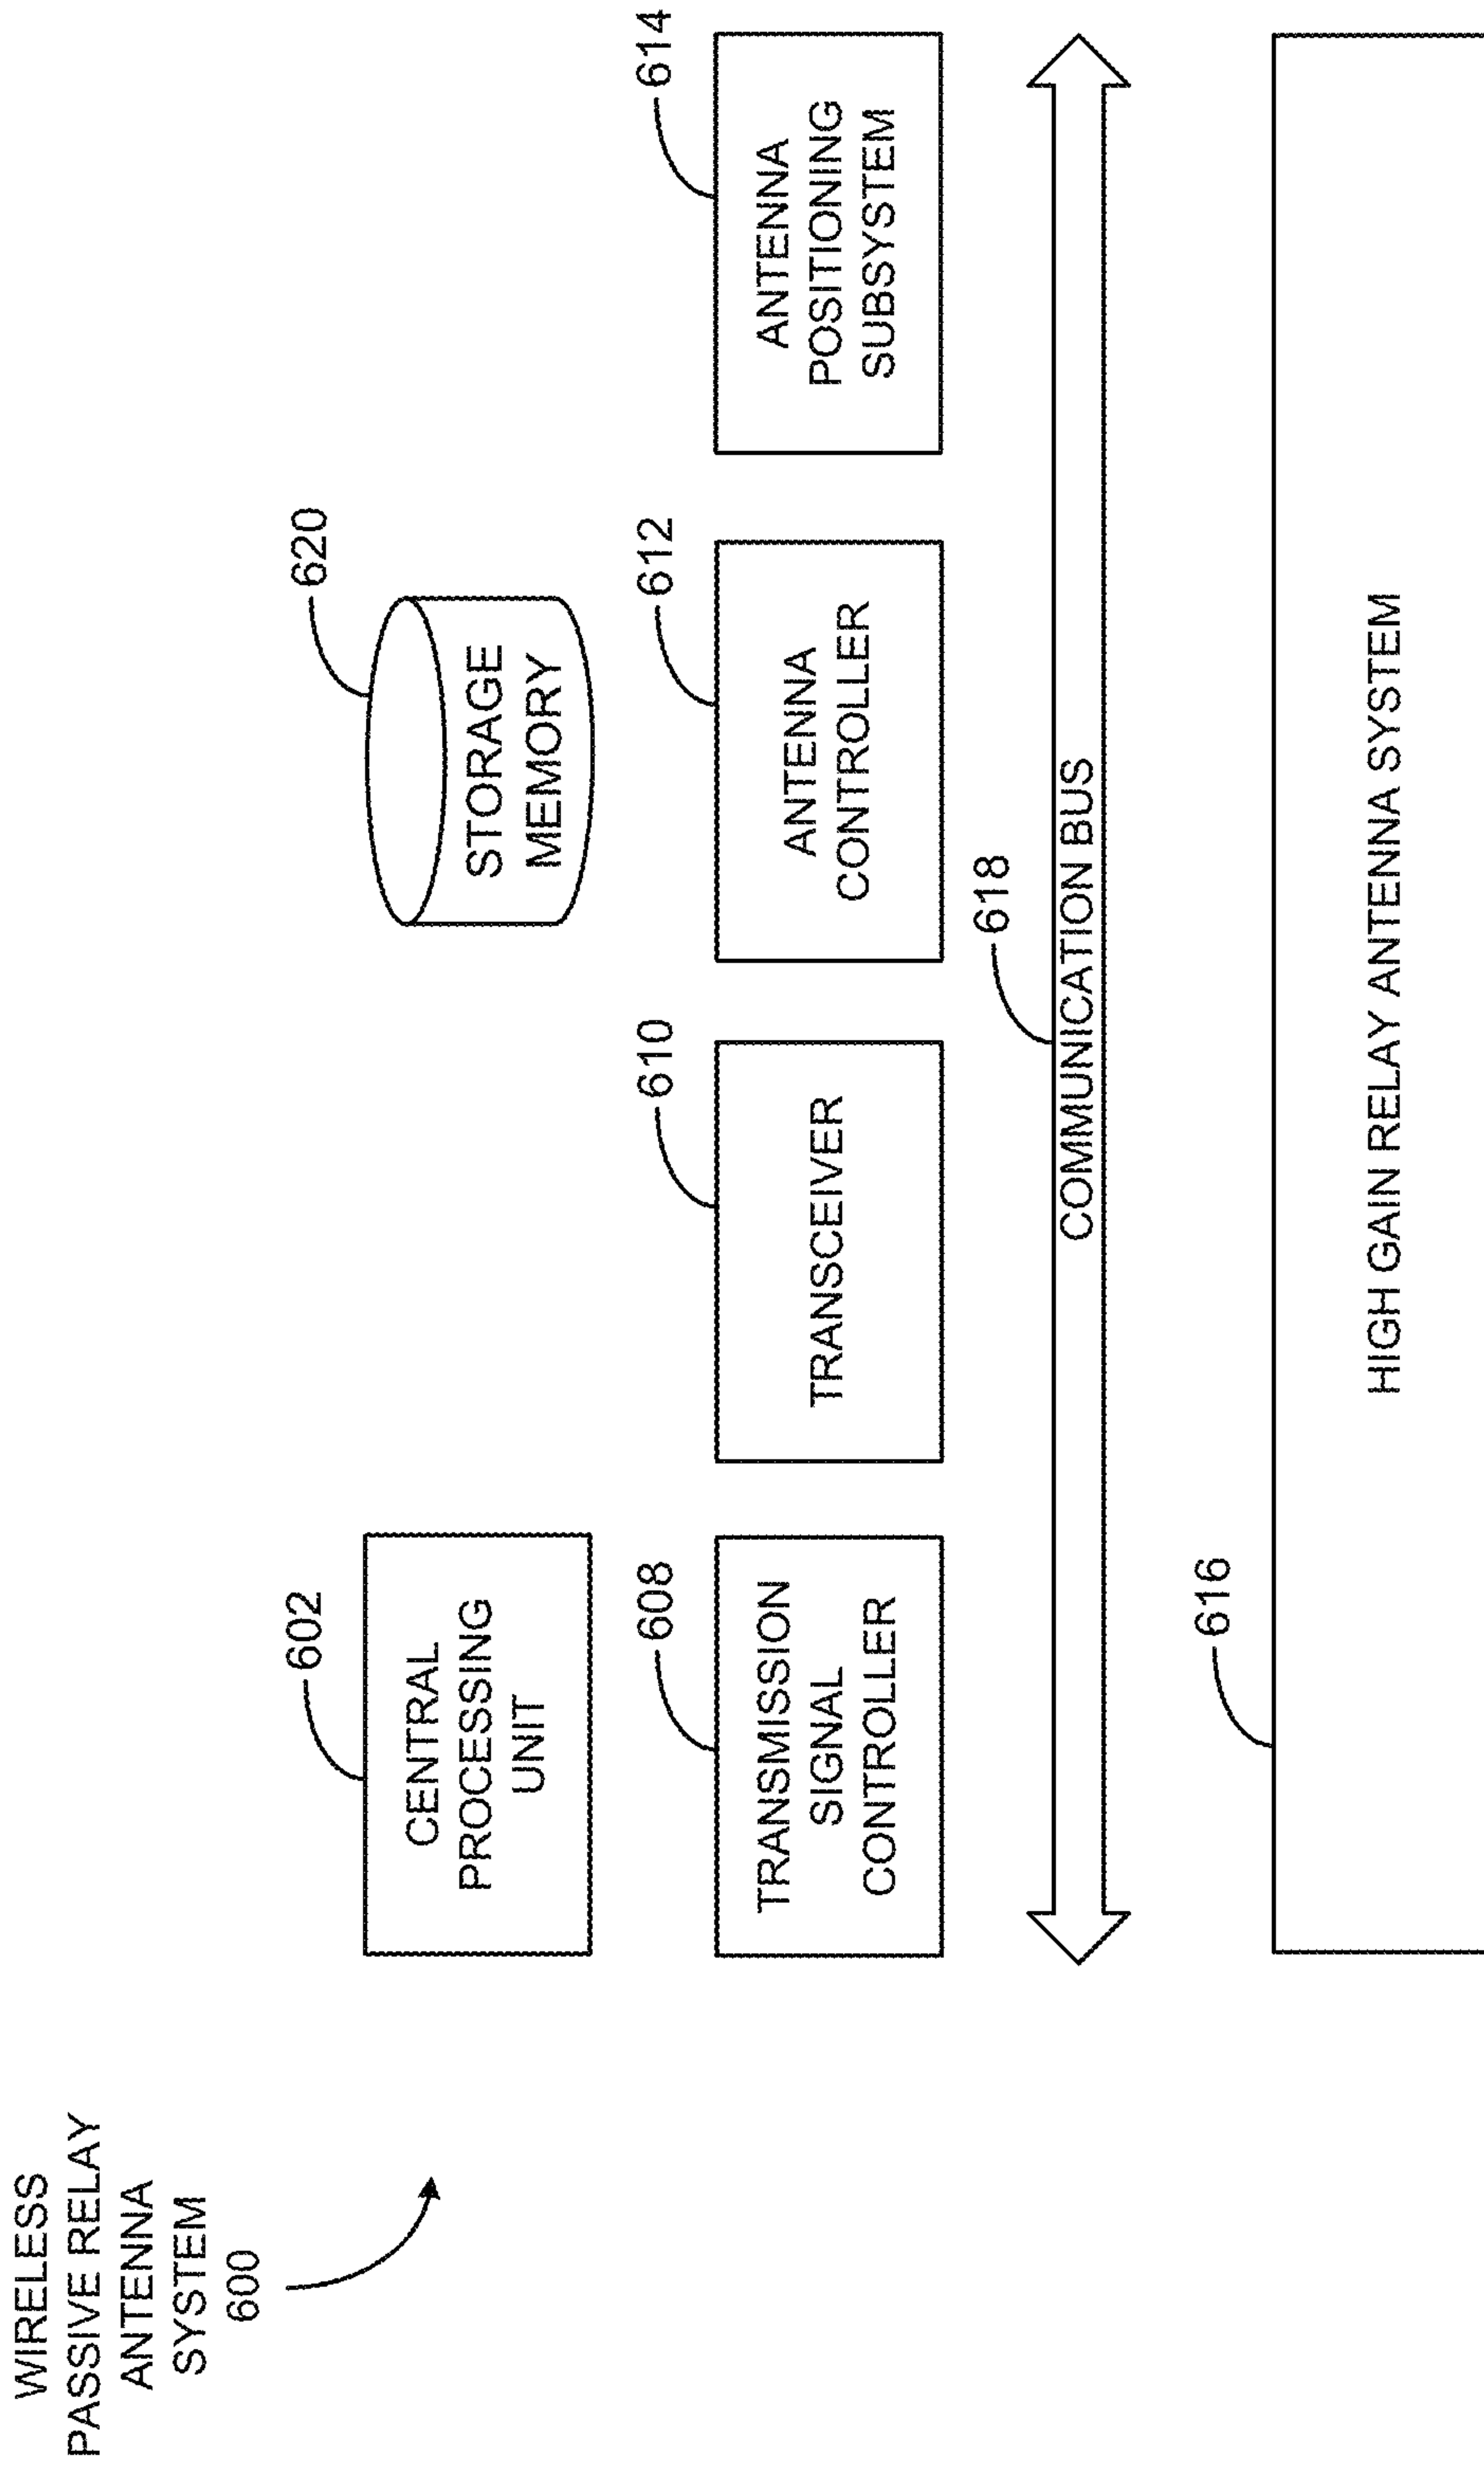 WIRELESS
PASSIVE RELAY
ANTENNA
SYSTEM
600
602
CENTRAL
PROCESSING
UNIT
620
STORAGE
MEMORY
608
TRANSMISSION
SIGNAL
CONTROLLER
610
TRANSCEIVER
612
ANTENNA
CONTROLLER
614
ANTENNA
POSITIONING
SUBSYSTEM
618
COMMUNICATION BUS
616
HIGH GAIN RELAY ANTENNA SYSTEM